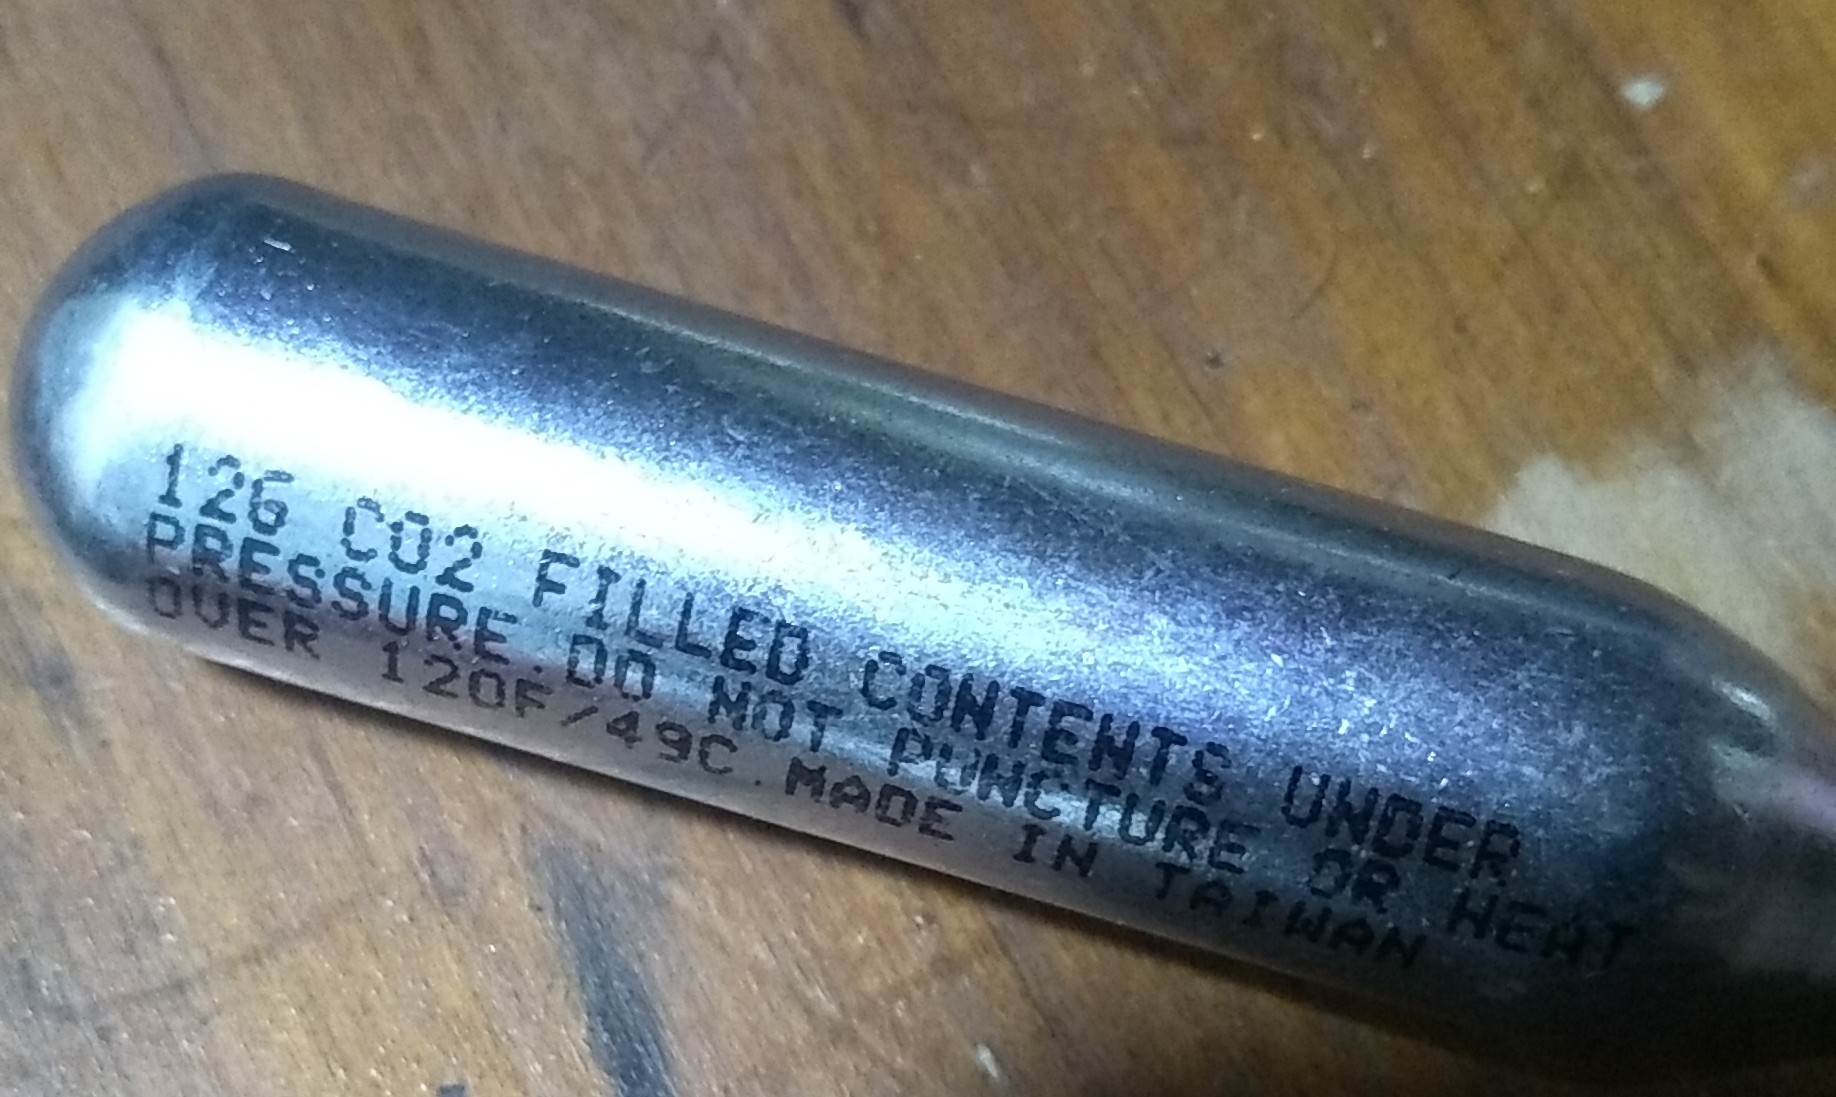 12G CO2 FILLED CONTENTS UNDER
PRESSURE.DO NOT PUNCTURE OR HEAT
OVER 120F/49C.MADE IN TAIWAN